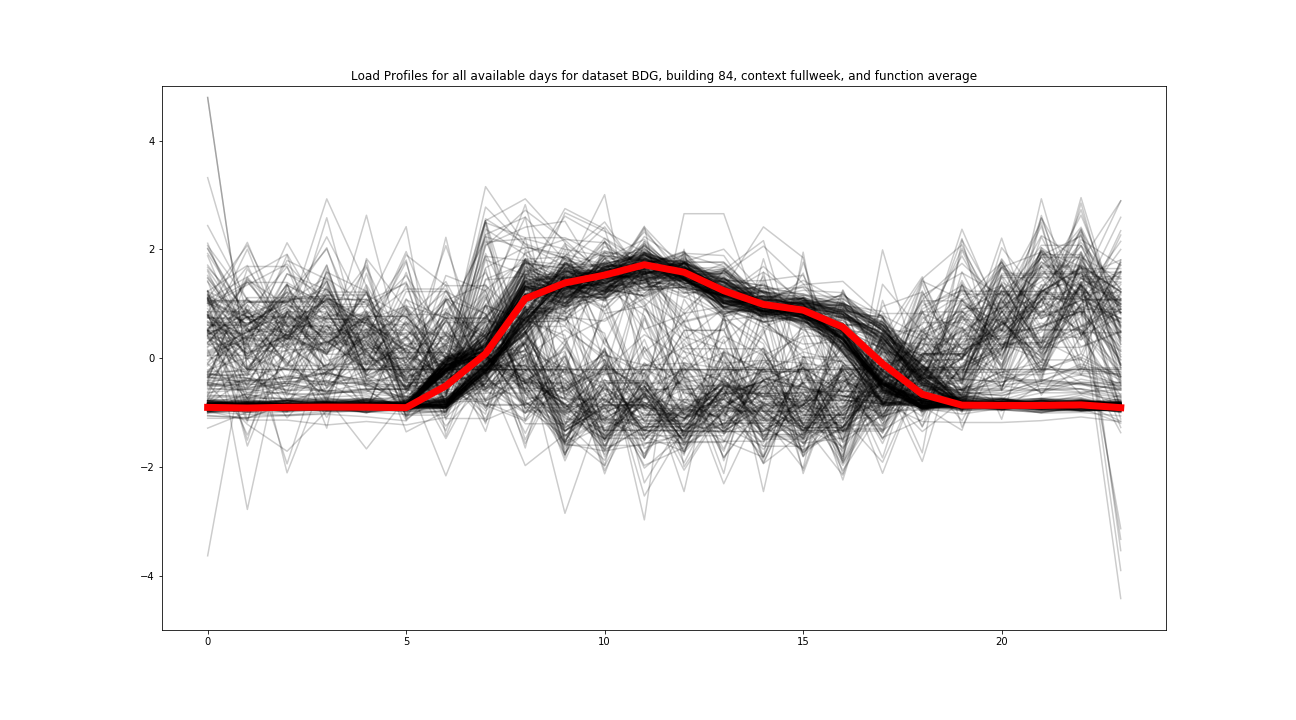 Load Profiles for all available days for dataset BDG, building 84, context fullweek, and function average
4
2
0
−2
−4
0 5 10 15 20